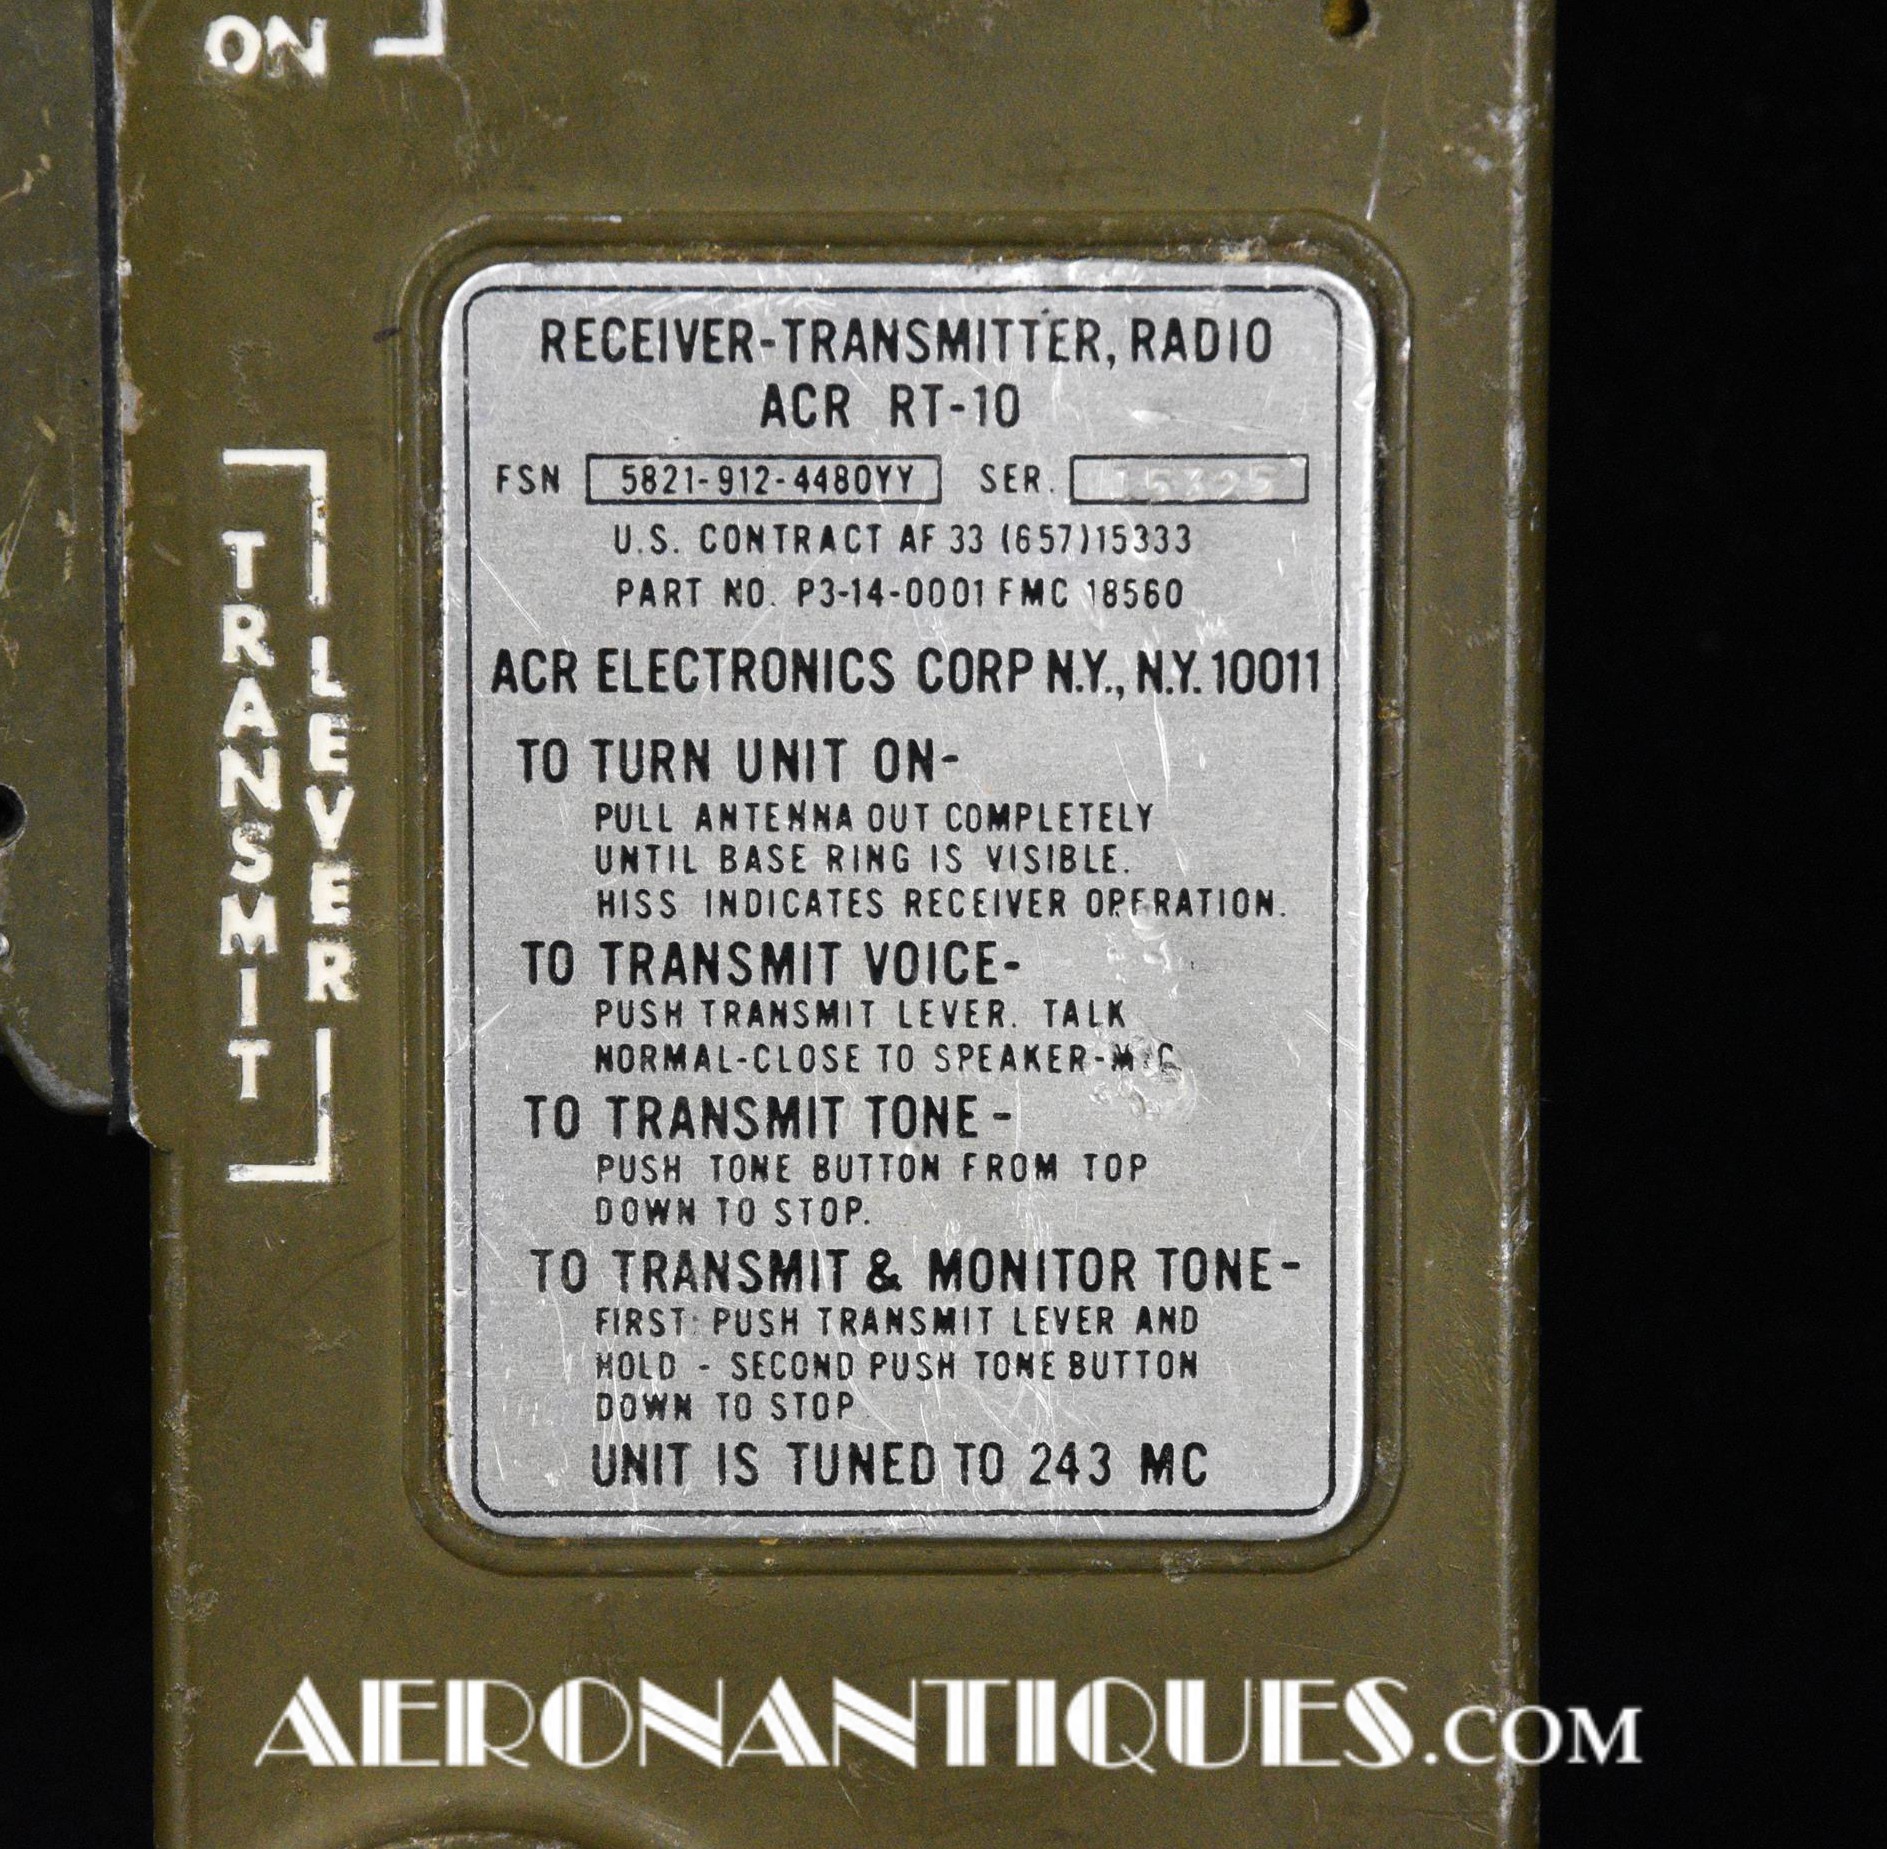 ON
TRANSMIT
LEVER
RECEIVER-TRANSMITTER, RADIO
ACR RT-10
FSN 5821-912-4480YY SER. 15325
U.S. CONTRACT AF 33 (657)15333
PART NO. P3-14-0001 FMC 18560
ACR ELECTRONICS CORP N.Y., N.Y. 10011
TO TURN UNIT ON-
PULL ANTENNA OUT COMPLETELY
UNTIL BASE RING IS VISIBLE.
HISS INDICATES RECEIVER OPERATION.
TO TRANSMIT VOICE-
PUSH TRANSMIT LEVER. TALK
NORMAL-CLOSE TO SPEAKER-MIC
TO TRANSMIT TONE-
PUSH TONE BUTTON FROM TOP
DOWN TO STOP.
TO TRANSMIT & MONITOR TONE-
FIRST: PUSH TRANSMIT LEVER AND
HOLD - SECOND PUSH TONE BUTTON
DOWN TO STOP
UNIT IS TUNED TO 243 MC
AERONANTIQUES.COM